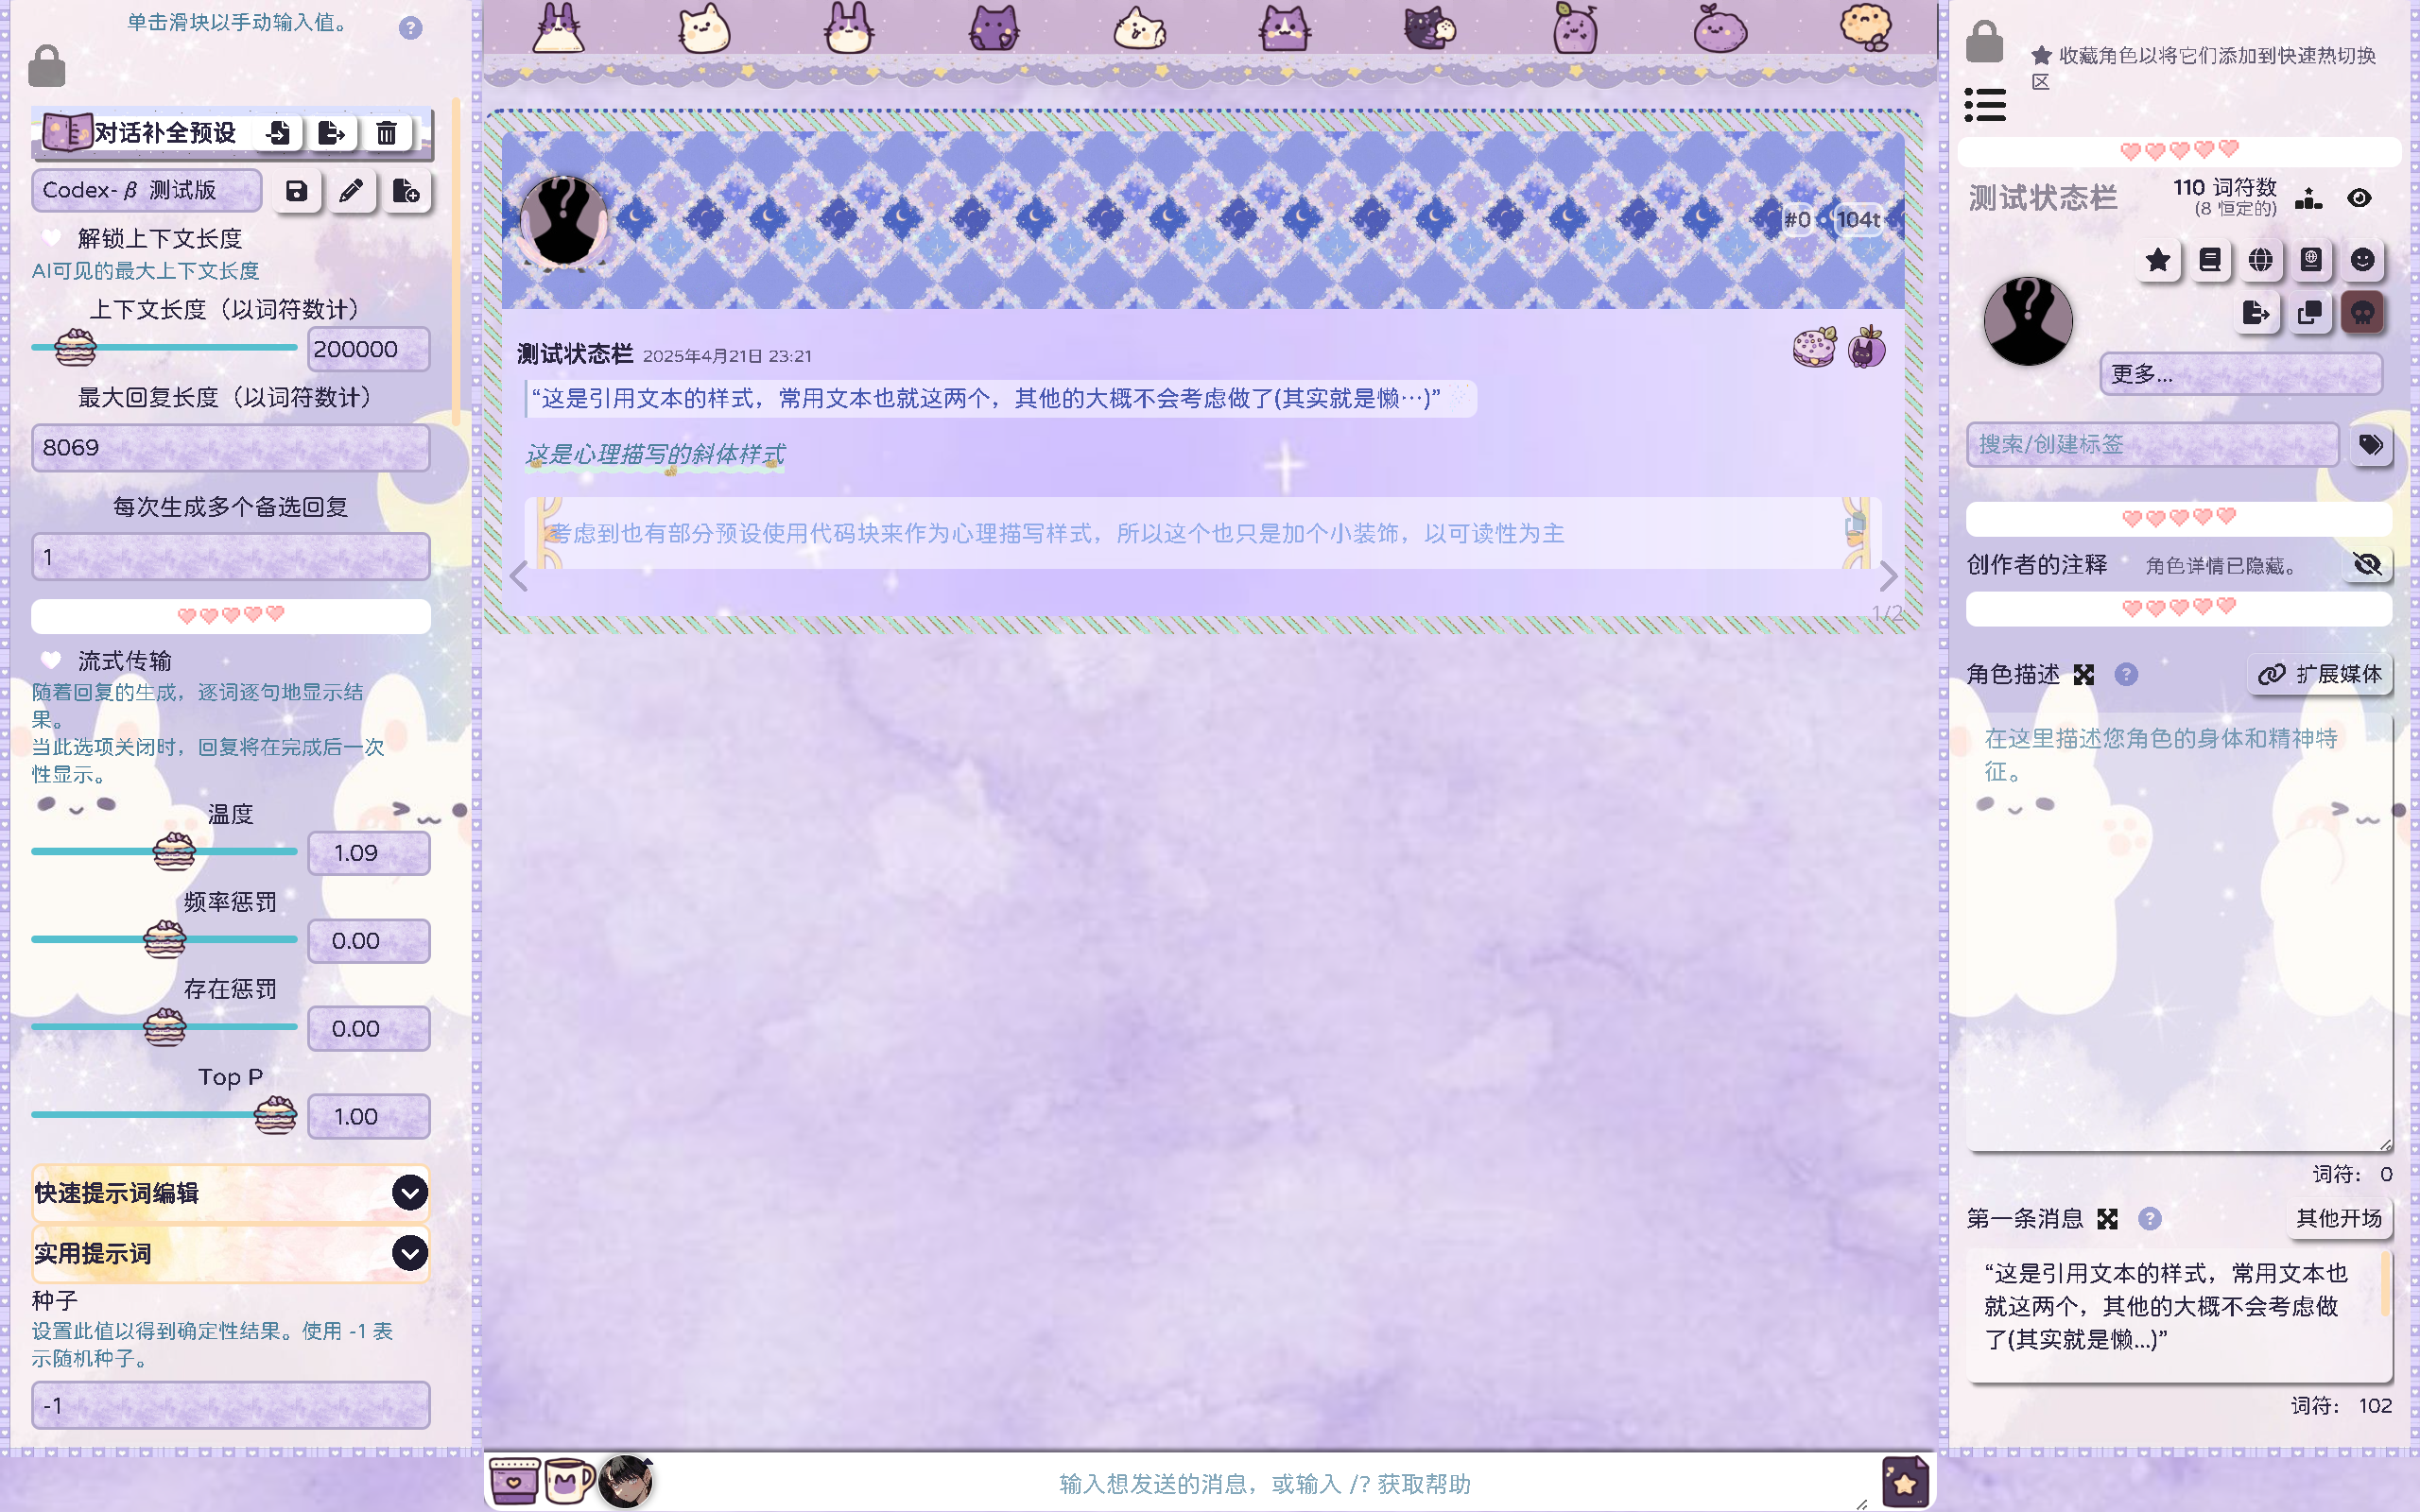 单击滑块以手动输入值。
?
对话补全预设
Codex-β 测试版
解锁上下文长度
AI可见的最大上下文长度
上下文长度（以词符数计）
200000
最大回复长度（以词符数计）
8069
每次生成多个备选回复
1
流式传输
随着回复的生成，逐词逐句地显示结
果。
当此选项关闭时，回复将在完成后一次
性显示。
温度
1.09
频率惩罚
0.00
存在惩罚
0.00
Top P
1.00
快速提示词编辑
实用提示词
种子
设置此值以得到确定性结果。使用 -1 表
示随机种子。
-1
#0
104t
测试状态栏 2025年4月21日 23:21
“这是引用文本的样式，常用文本也就这两个，其他的大概不会考虑做了(其实就是懒…)”
这是心理描写的斜体样式
考虑到也有部分预设使用代码块来作为心理描写样式，所以这个也只是加个小装饰，以可读性为主
1/2
输入想发送的消息，或输入 /? 获取帮助
收藏角色以将它们添加到快速热切换
区
测试状态栏
110 词符数
(8 恒定的)
更多...
搜索/创建标签
创作者的注释 角色详情已隐藏。
角色描述 ? 扩展媒体
在这里描述您角色的身体和精神特
征。
词符： 0
第一条消息 ? 其他开场
“这是引用文本的样式，常用文本也
就这两个，其他的大概不会考虑做
了(其实就是懒...)”
词符： 102